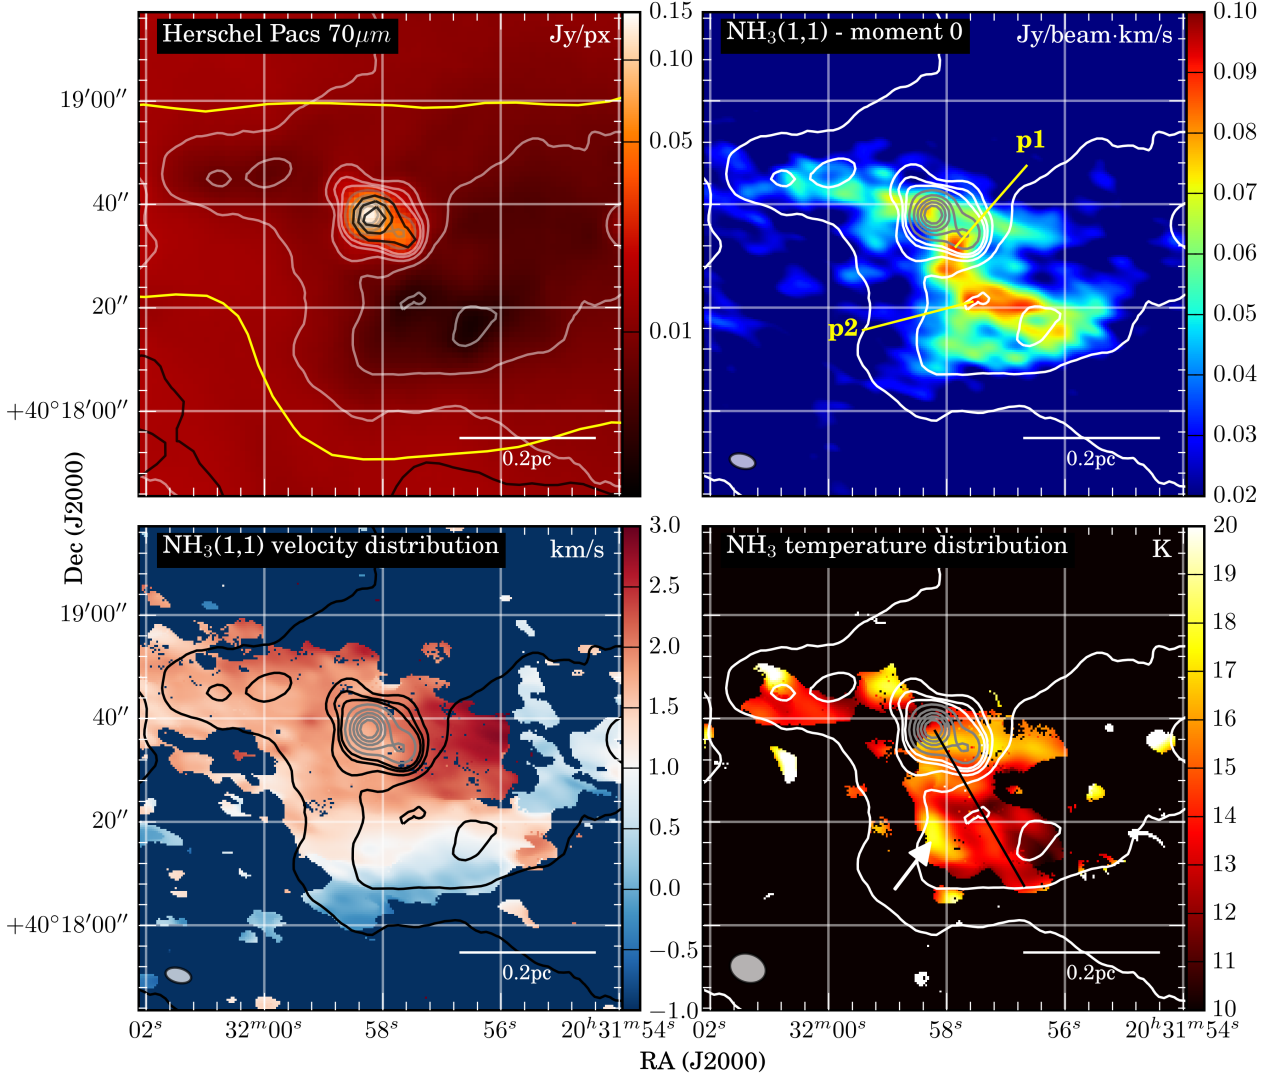 Herschel Pacs 70μm Jy/px
0.15
0.10
0.05
0.01
19′00″
40″
20″
+40°18′00″
0.2pc
NH₃(1,1) - moment 0 Jy/beam·km/s
p1
p2
0.2pc
0.10
0.09
0.08
0.07
0.06
0.05
0.04
0.03
0.02
Dec (J2000)
NH₃(1,1) velocity distribution km/s
3.0
2.5
2.0
1.5
1.0
0.5
0.0
−0.5
−1.0
19′00″
40″
20″
+40°18′00″
0.2pc
02ˢ 32ᵐ00ˢ 58ˢ 56ˢ 20ʰ31ᵐ54ˢ
NH₃ temperature distribution K
20
19
18
17
16
15
14
13
12
11
10
0.2pc
02ˢ 32ᵐ00ˢ 58ˢ 56ˢ 20ʰ31ᵐ54ˢ
RA (J2000)